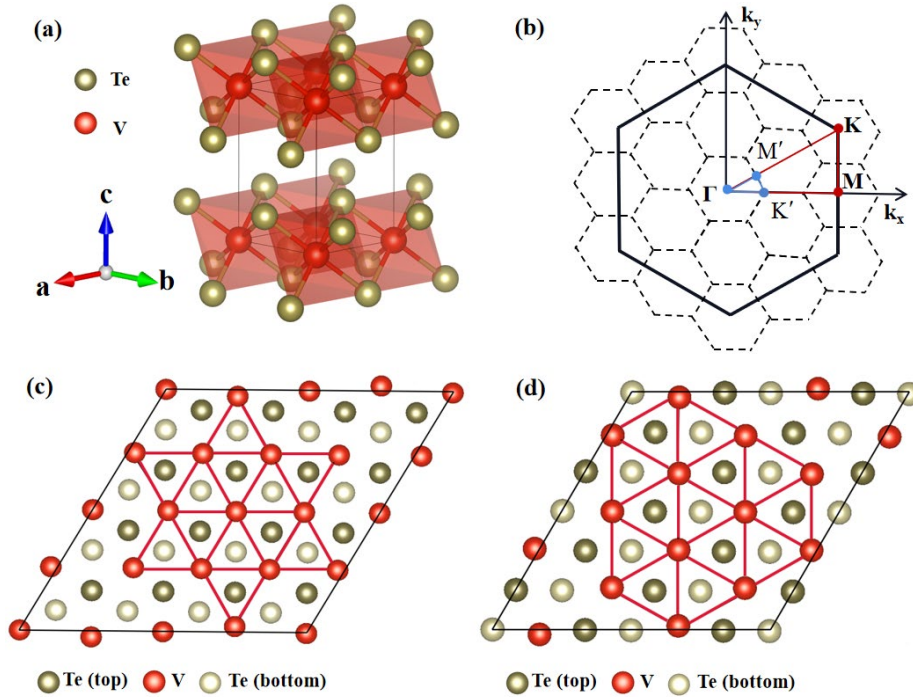 (a)
Te
V
c
a
b
(b)
k_y
K
M′
Γ
M
K′
k_x
(c)
(d)
Te (top) V Te (bottom)
Te (top) V Te (bottom)